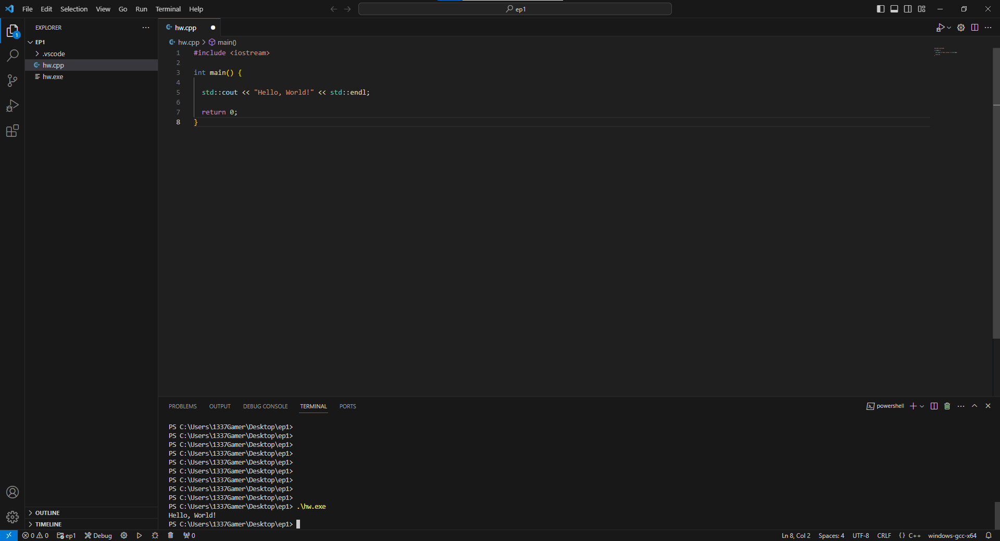 File Edit Selection View Go Run Terminal Help
ep1
EXPLORER
EP1
.vscode
hw.cpp
hw.exe
OUTLINE
TIMELINE
1
hw.cpp
hw.cpp > main()
1 #include <iostream>
2
3 int main() {
4
5 std::cout << "Hello, World!" << std::endl;
6
7 return 0;
8 }
PROBLEMS OUTPUT DEBUG CONSOLE TERMINAL PORTS
powershell
PS C:\Users\1337Gamer\Desktop\ep1>
PS C:\Users\1337Gamer\Desktop\ep1>
PS C:\Users\1337Gamer\Desktop\ep1>
PS C:\Users\1337Gamer\Desktop\ep1>
PS C:\Users\1337Gamer\Desktop\ep1>
PS C:\Users\1337Gamer\Desktop\ep1>
PS C:\Users\1337Gamer\Desktop\ep1>
PS C:\Users\1337Gamer\Desktop\ep1>
PS C:\Users\1337Gamer\Desktop\ep1>
PS C:\Users\1337Gamer\Desktop\ep1> .\hw.exe
Hello, World!
PS C:\Users\1337Gamer\Desktop\ep1>
0 0 ep1 Debug 0 Ln 8, Col 2 Spaces: 4 UTF-8 CRLF {} C++ windows-gcc-x64